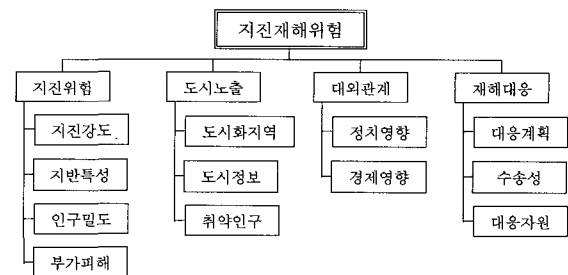 지진재해위험
지진위험
지진강도
지반특성
인구밀도
부가피해
도시노출
도시화지역
도시정보
취약인구
대외관계
정치영향
경제영향
재해대응
대응계획
수송성
대응자원